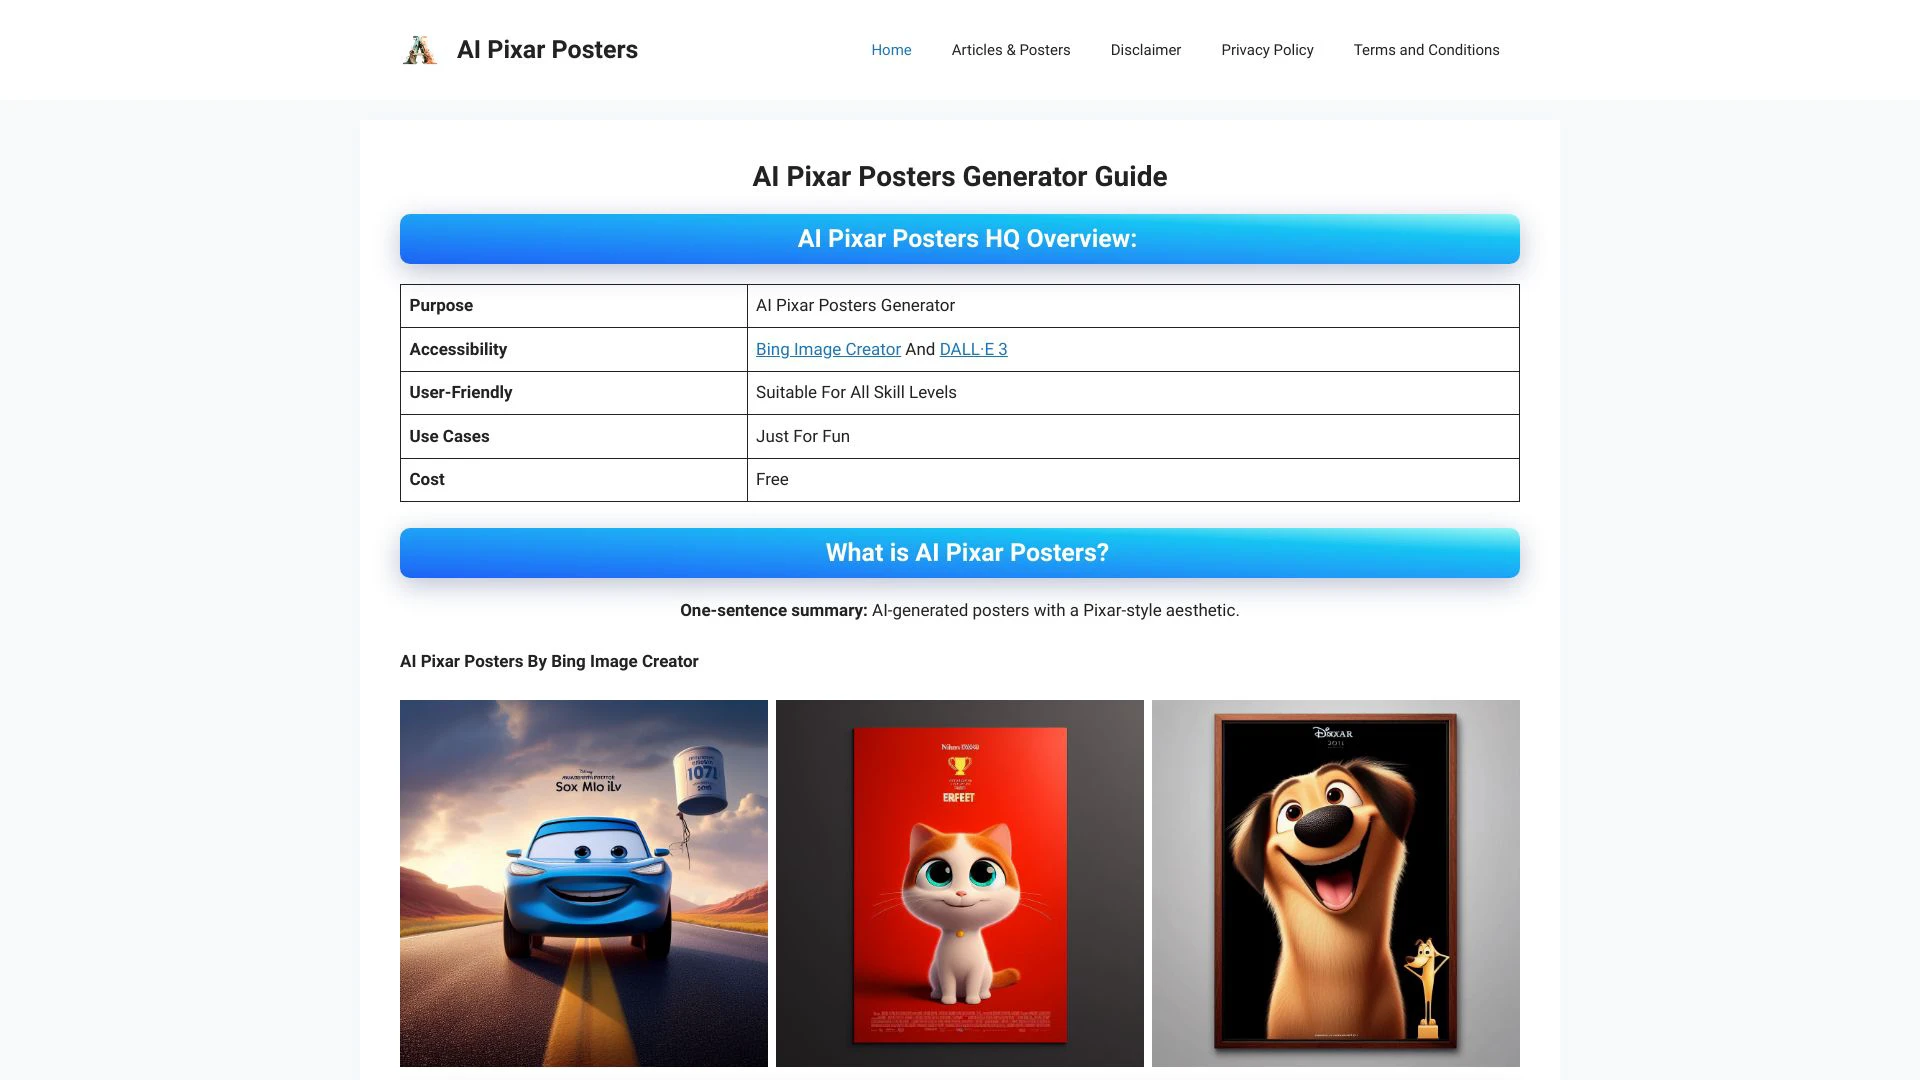 AI Pixar Posters
Home
Articles & Posters
Disclaimer
Privacy Policy
Terms and Conditions
AI Pixar Posters Generator Guide
AI Pixar Posters HQ Overview:
Purpose
AI Pixar Posters Generator
Accessibility
Bing Image Creator And DALL·E 3
User-Friendly
Suitable For All Skill Levels
Use Cases
Just For Fun
Cost
Free
What is AI Pixar Posters?
One-sentence summary: AI-generated posters with a Pixar-style aesthetic.
AI Pixar Posters By Bing Image Creator
Sox Mlo iLv
107
ERFEET